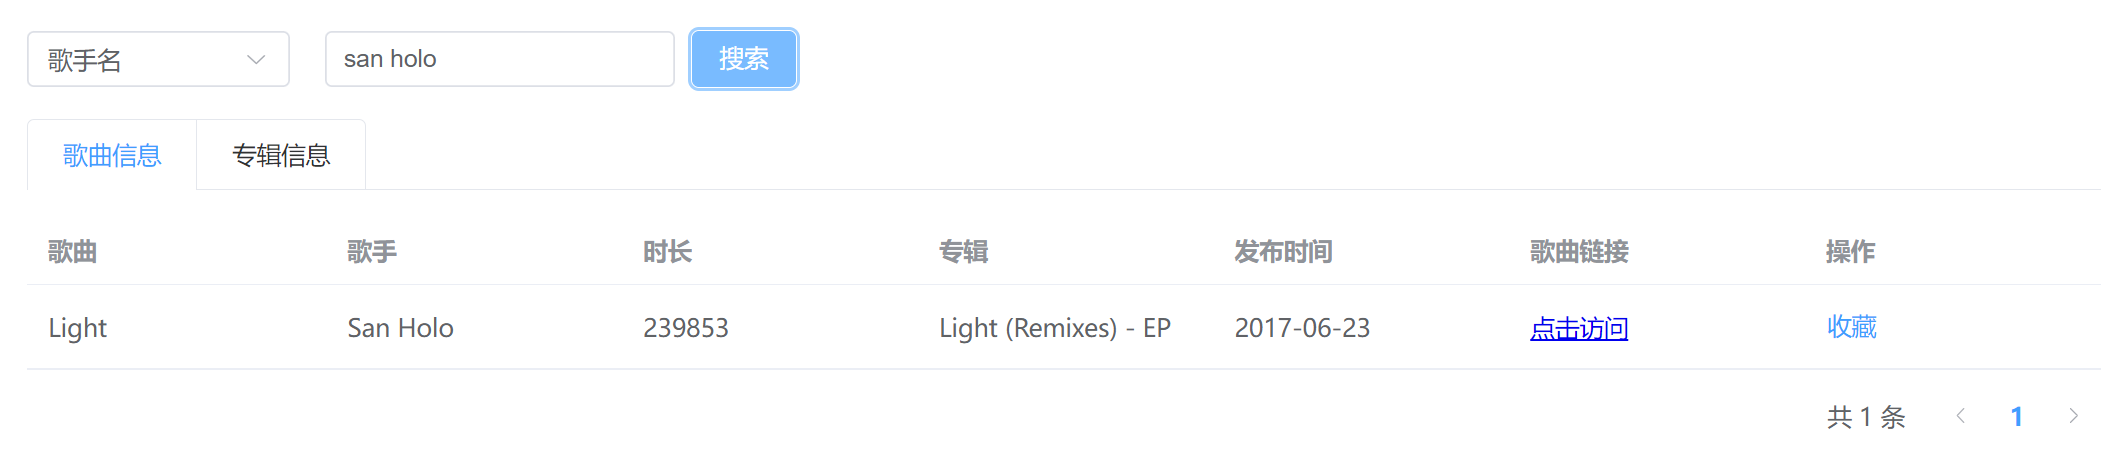 歌手名 san holo 搜索
歌曲信息 专辑信息
歌曲 歌手 时长 专辑 发布时间 歌曲链接 操作
Light San Holo 239853 Light (Remixes) - EP 2017-06-23 点击访问 收藏
共 1 条 1